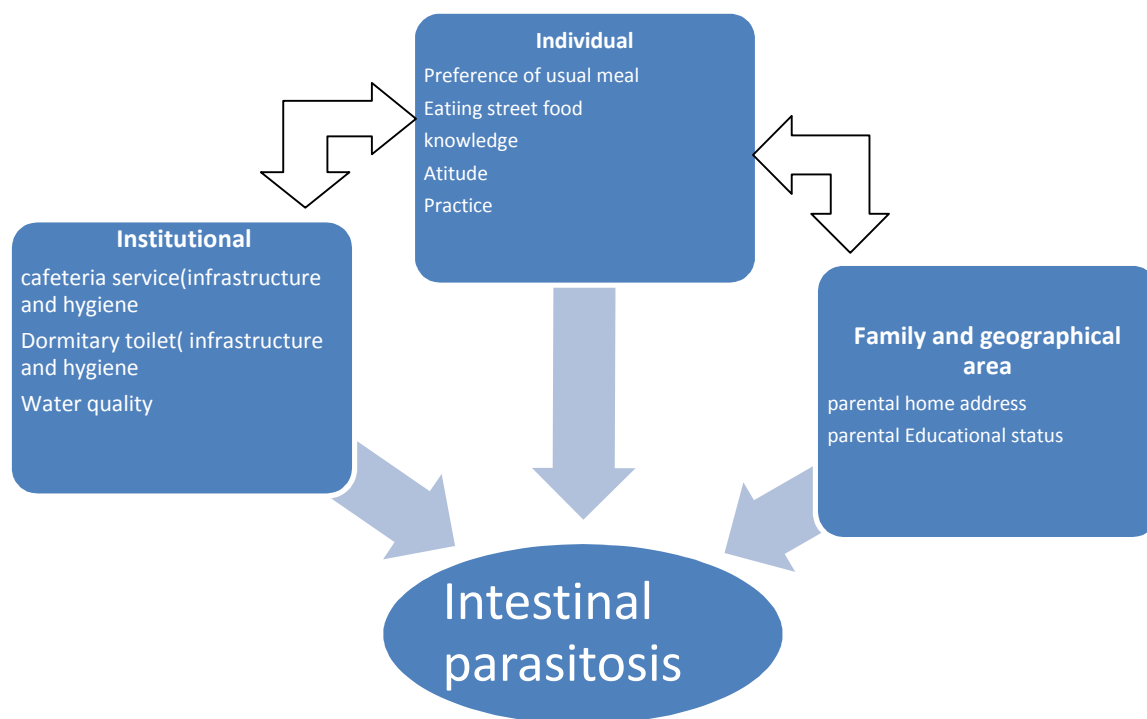 Individual
Preference of usual meal
Eatiing street food
knowledge
Atitude
Practice
Institutional
cafeteria service(infrastructure
and hygiene
Dormitary toilet( infrastructure
and hygiene
Water quality
Family and geographical
area
parental home address
parental Educational status
Intestinal
parasitosis